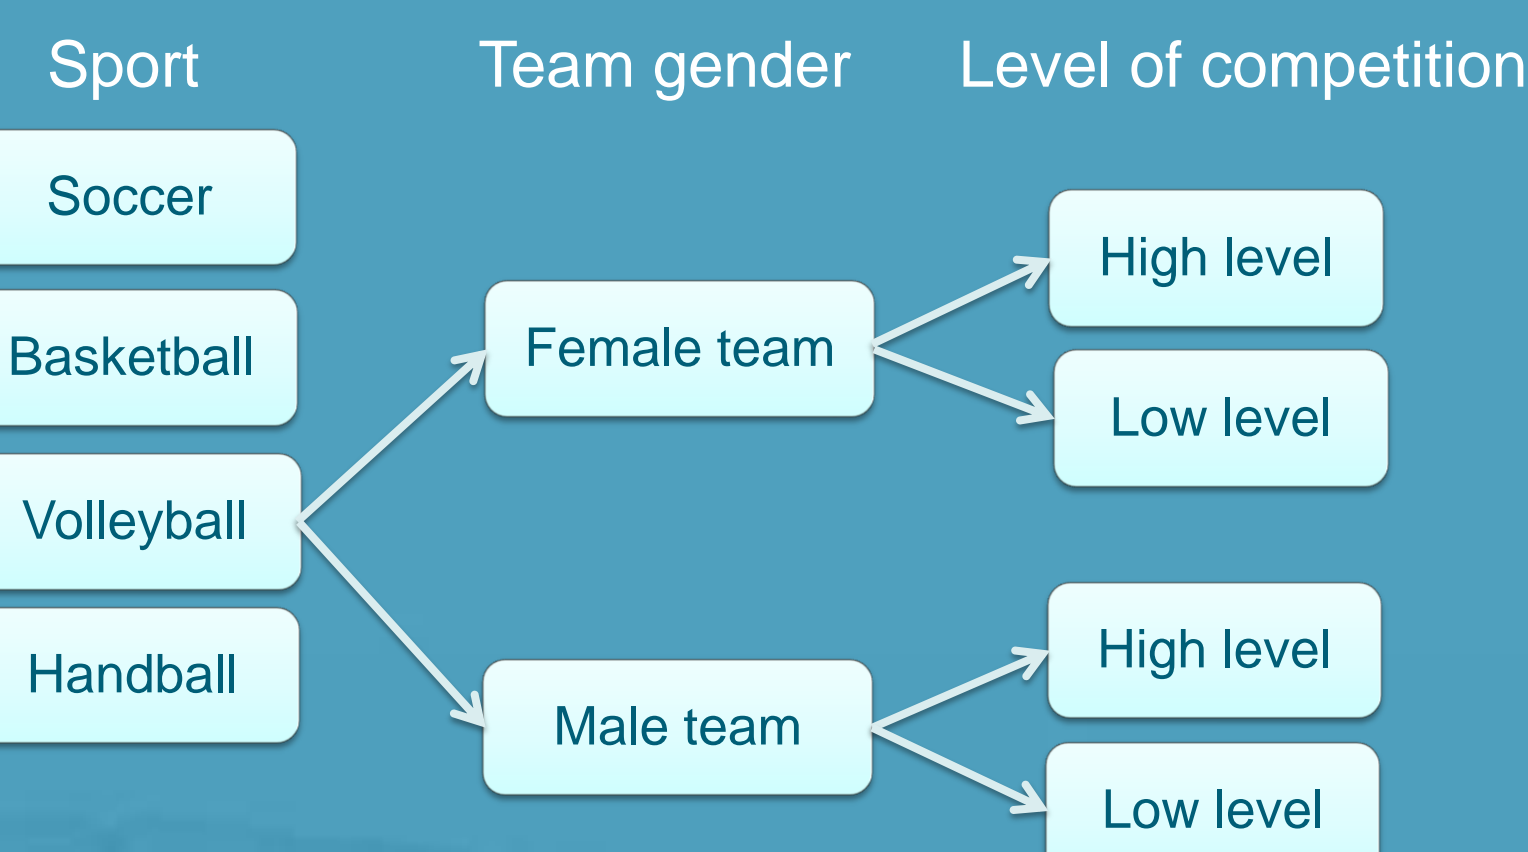 Sport
Team gender
Level of competition
Soccer
Basketball
Volleyball
Handball
Female team
Male team
High level
Low level
High level
Low level